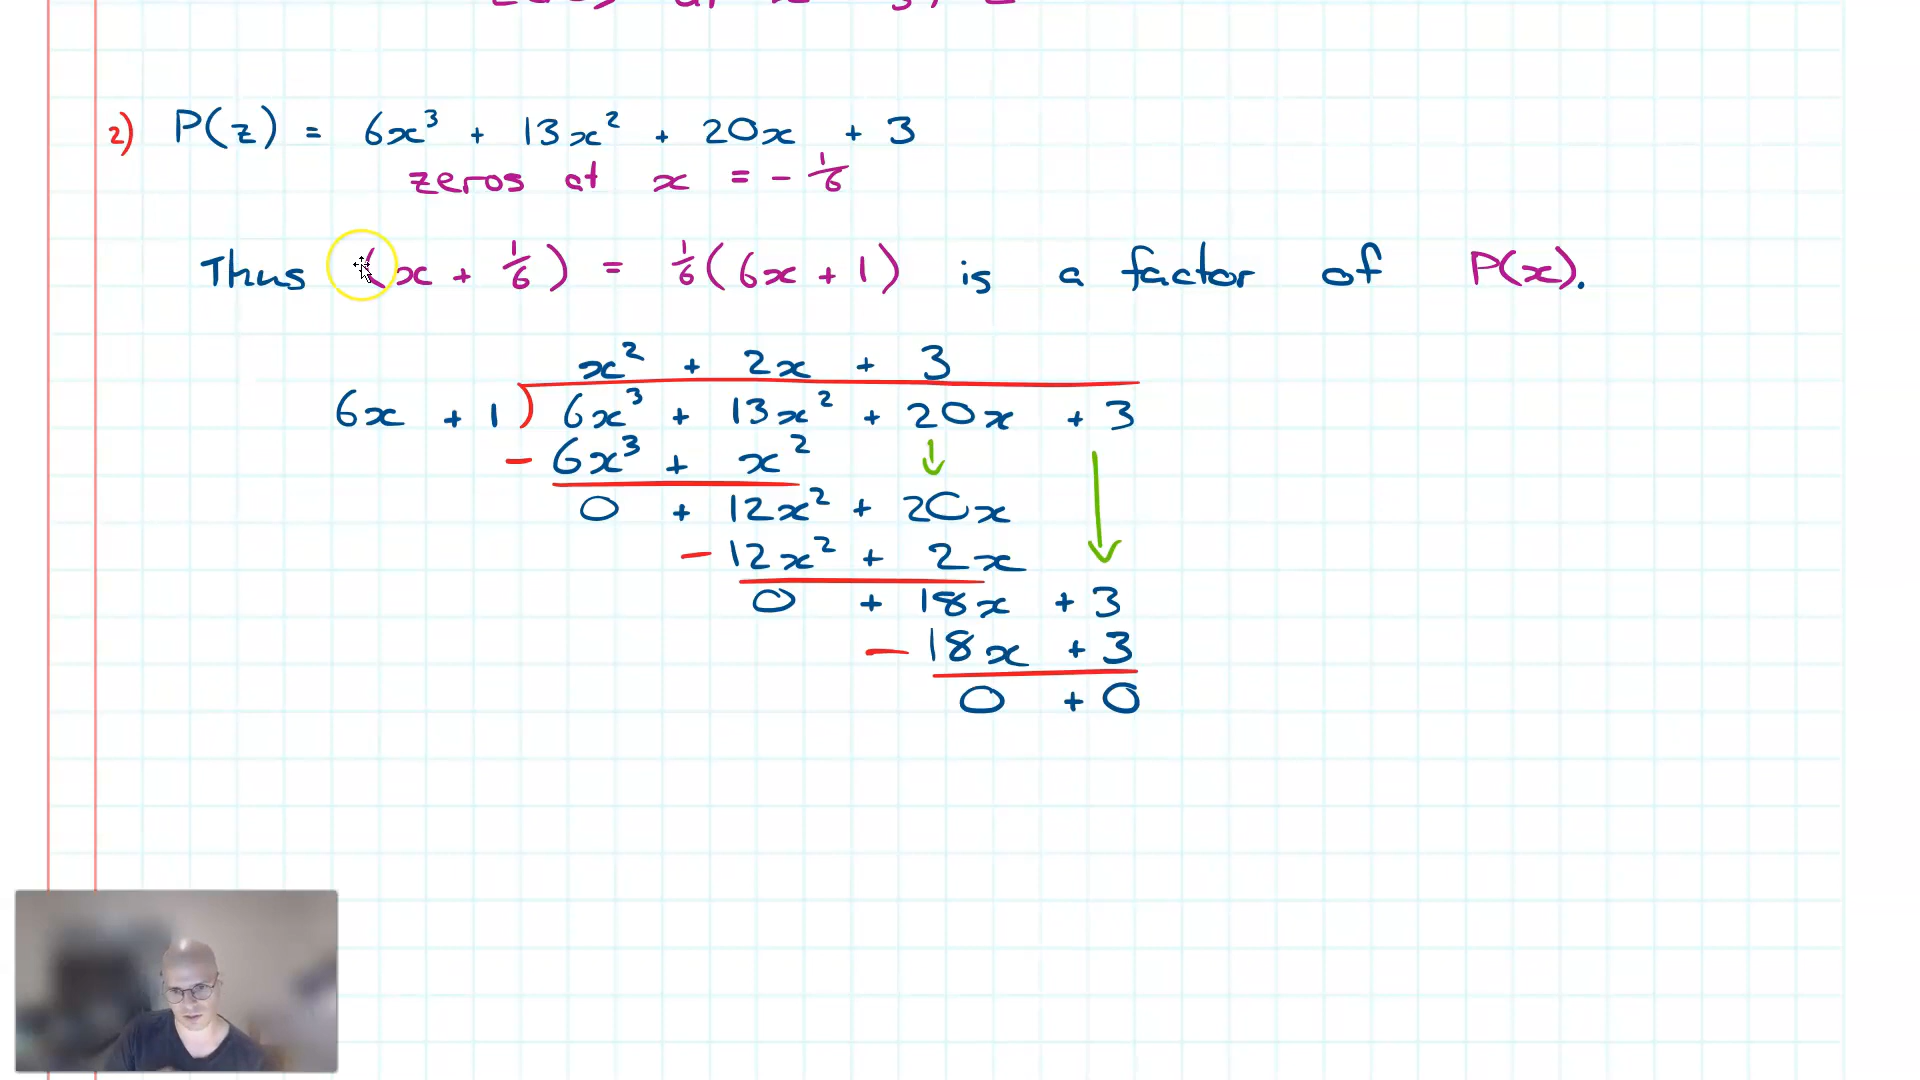 2) P(z) = 6x³ + 13x² + 20x + 3
zeros at x = - 1/6
Thus (x + 1/6) = 1/6(6x + 1) is a factor of P(x).
x² + 2x + 3
6x + 1) 6x³ + 13x² + 20x + 3
- 6x³ + x²
0 + 12x² + 20x
- 12x² + 2x
0 + 18x + 3
- 18x + 3
0 + 0